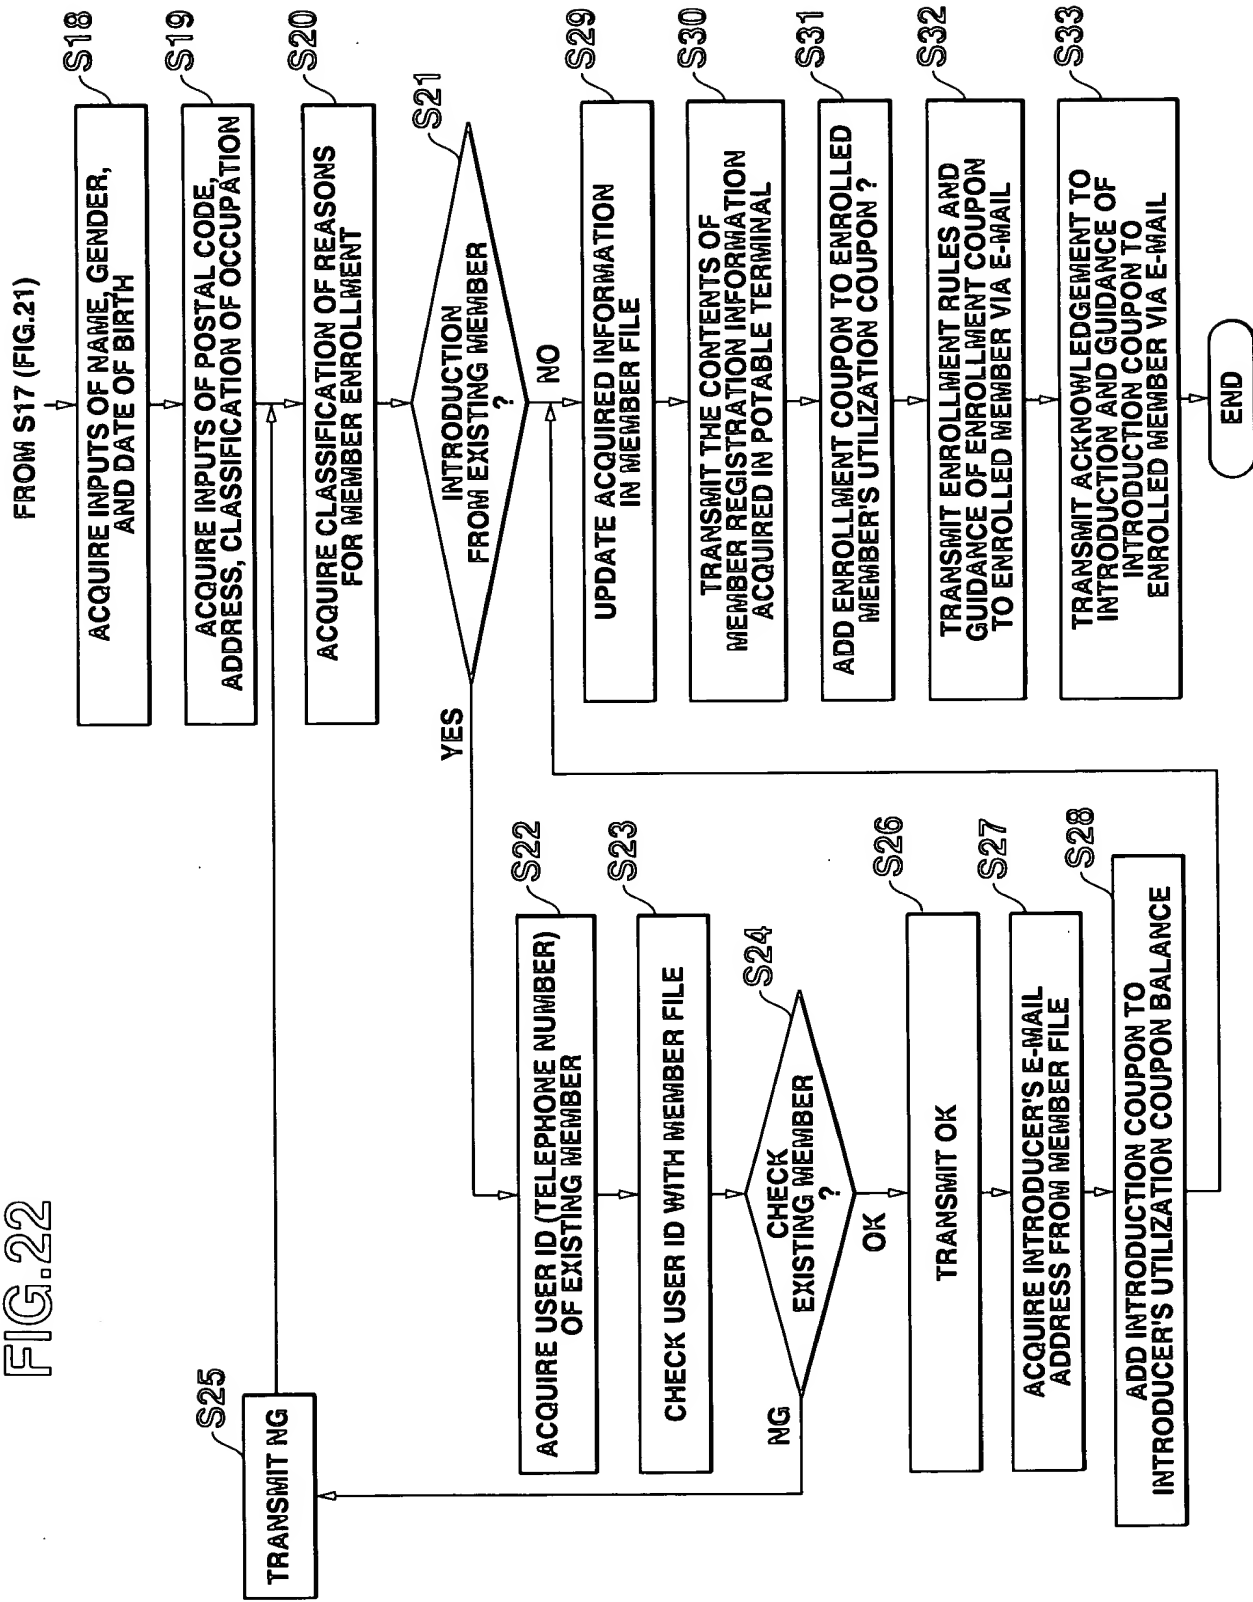 FIG.22
FROM S17 (FIG.21)
S18
ACQUIRE INPUTS OF NAME, GENDER,
AND DATE OF BIRTH
S19
ACQUIRE INPUTS OF POSTAL CODE,
ADDRESS, CLASSIFICATION OF OCCUPATION
S20
ACQUIRE CLASSIFICATION OF REASONS
FOR MEMBER ENROLLMENT
S21
INTRODUCTION
FROM EXISTING MEMBER
?
YES
NO
S22
ACQUIRE USER ID (TELEPHONE NUMBER)
OF EXISTING MEMBER
S23
CHECK USER ID WITH MEMBER FILE
S24
CHECK
EXISTING MEMBER
?
NG
OK
S25
TRANSMIT NG
S26
TRANSMIT OK
S27
ACQUIRE INTRODUCER'S E-MAIL
ADDRESS FROM MEMBER FILE
S28
ADD INTRODUCTION COUPON TO
INTRODUCER'S UTILIZATION COUPON BALANCE
S29
UPDATE ACQUIRED INFORMATION
IN MEMBER FILE
S30
TRANSMIT THE CONTENTS OF
MEMBER REGISTRATION INFORMATION
ACQUIRED IN POTABLE TERMINAL
S31
ADD ENROLLMENT COUPON TO ENROLLED
MEMBER'S UTILIZATION COUPON ?
S32
TRANSMIT ENROLLMENT RULES AND
GUIDANCE OF ENROLLMENT COUPON
TO ENROLLED MEMBER VIA E-MAIL
S33
TRANSMIT ACKNOWLEDGEMENT TO
INTRODUCTION AND GUIDANCE OF
INTRODUCTION COUPON TO
ENROLLED MEMBER VIA E-MAIL
END